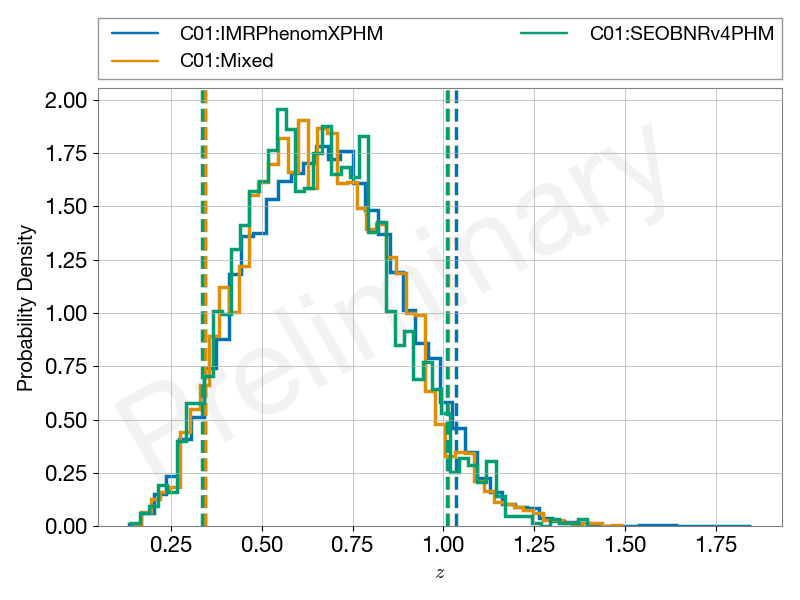 C01:IMRPhenomXPHM
C01:Mixed
C01:SEOBNRv4PHM
2.00
1.75
1.50
1.25
1.00
0.75
0.50
0.25
0.00
Probability Density
Preliminary
0.25 0.50 0.75 1.00 1.25 1.50 1.75
z